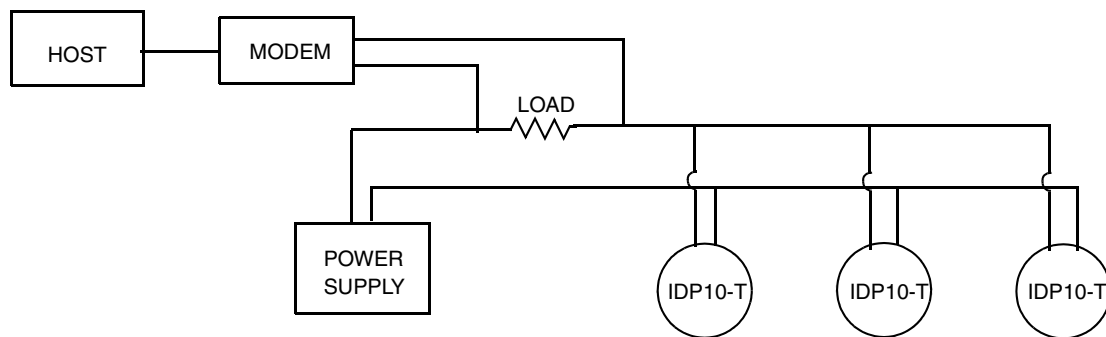 HOST
MODEM
LOAD
POWER
SUPPLY
IDP10-T
IDP10-T
IDP10-T